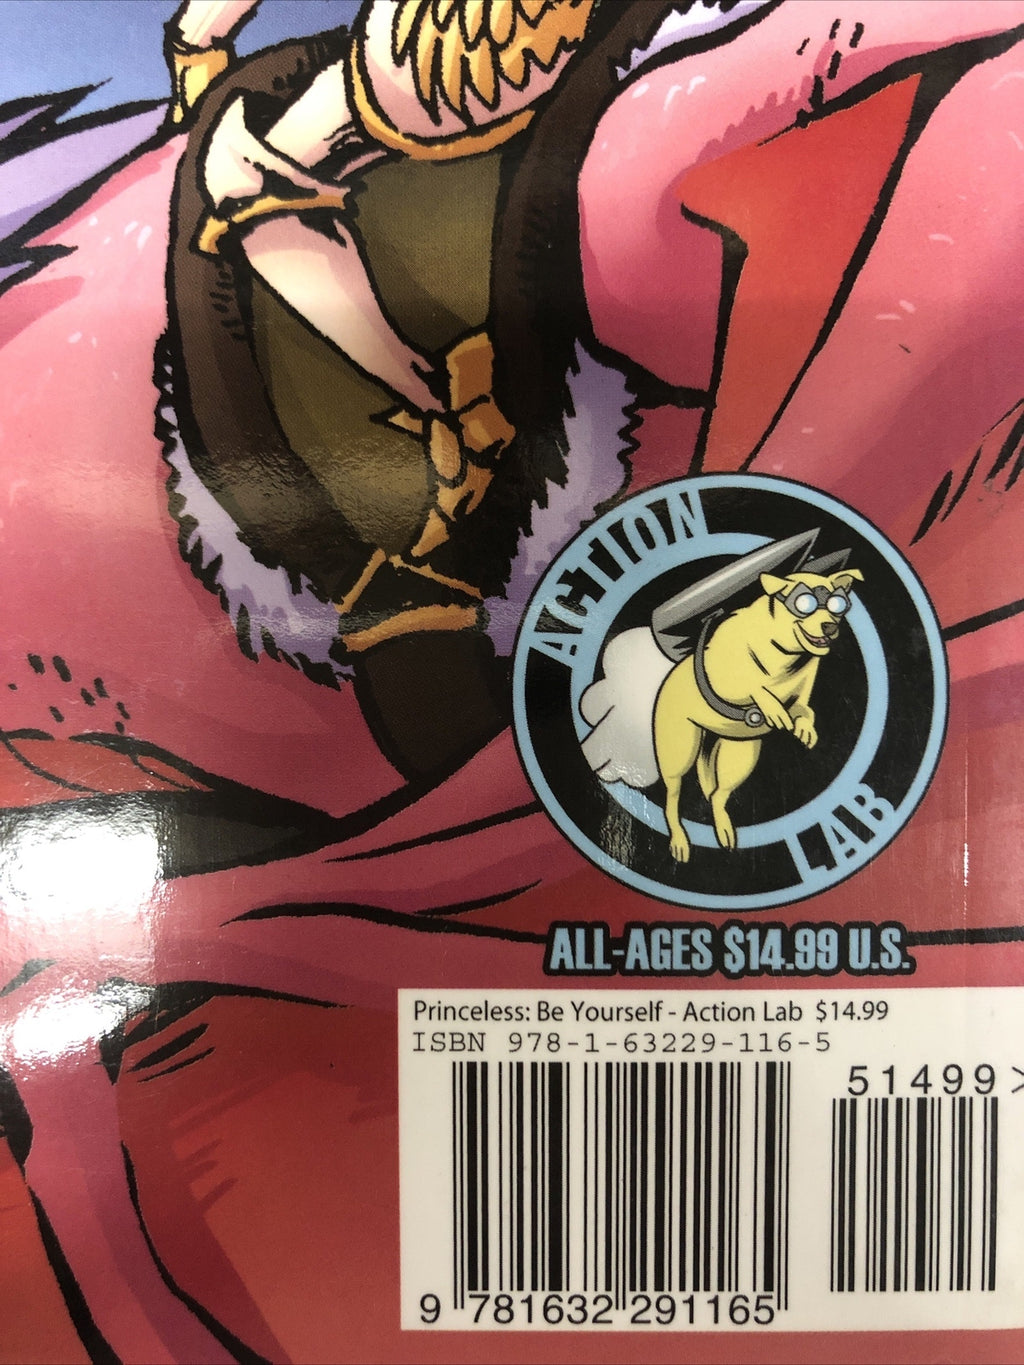 ACTION
LAB
ALL-AGES $14.99 U.S.
Princeless: Be Yourself - Action Lab $14.99
ISBN 978-1-63229-116-5
51499 >
9 781632 291165